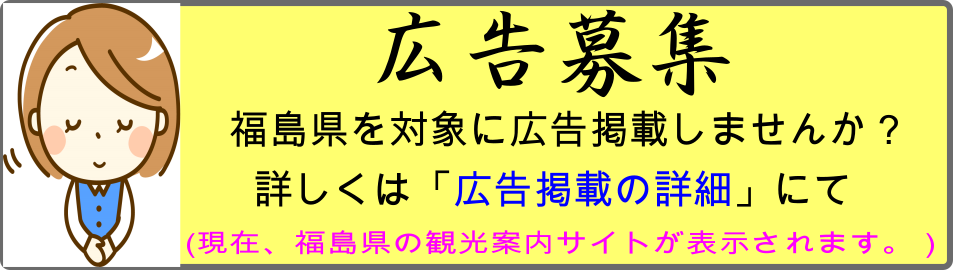 広告募集
福島県を対象に広告掲載しませんか？
詳しくは「広告掲載の詳細」にて
(現在、福島県の観光案内サイトが表示されます。)